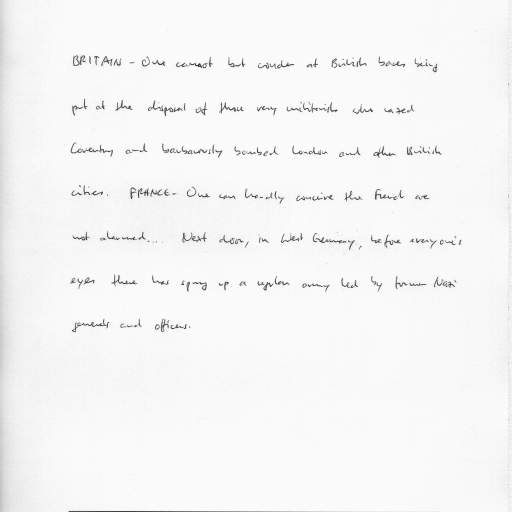 BRITAIN - One cannot but wonder at British bases being
put at the disposal of those very militarists who razed
Coventry and barbarously bombed London and other British
cities. FRANCE - One can hardly conceive the French are
not alarmed.... Next door, in West Germany, before everyone's
eyes there has sprung up a regular army led by former Nazi
generals and officers.